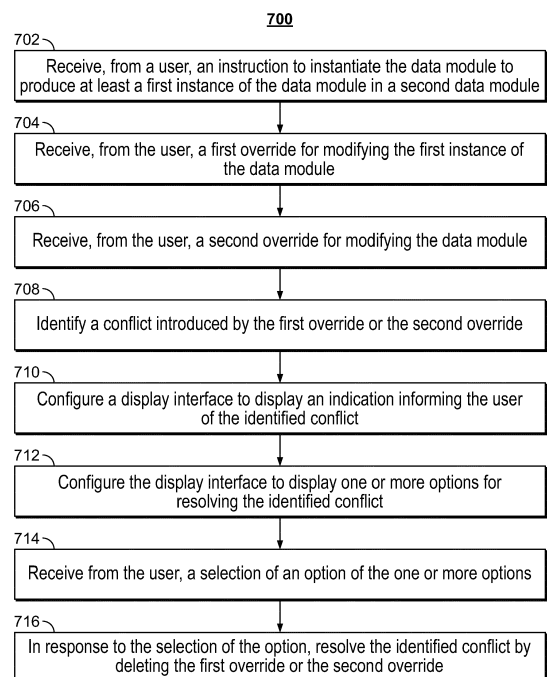 700
702
Receive, from a user, an instruction to instantiate the data module to
produce at least a first instance of the data module in a second data module
704
Receive, from the user, a first override for modifying the first instance of
the data module
706
Receive, from the user, a second override for modifying the data module
708
Identify a conflict introduced by the first override or the second override
710
Configure a display interface to display an indication informing the user
of the identified conflict
712
Configure the display interface to display one or more options for
resolving the identified conflict
714
Receive from the user, a selection of an option of the one or more options
716
In response to the selection of the option, resolve the identified conflict by
deleting the first override or the second override